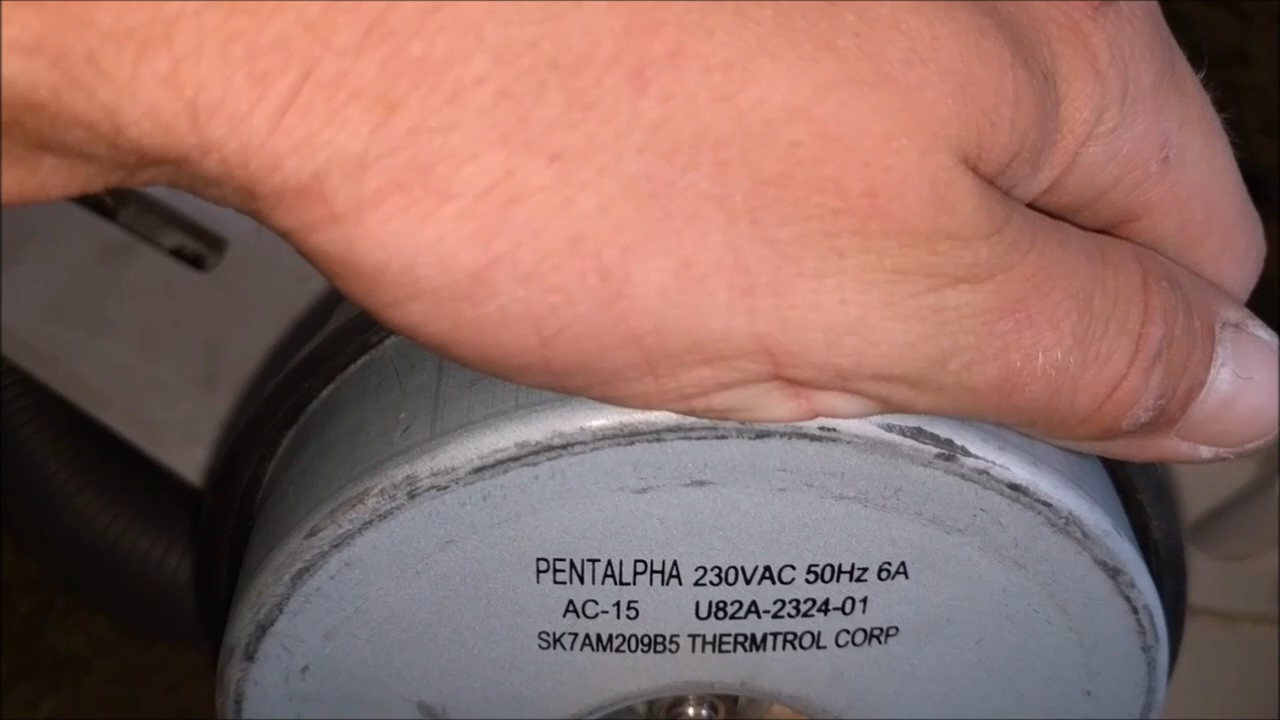 PENTALPHA 230VAC 50Hz 6A
AC-15 U82A-2324-01
SK7AM209B5 THERMTROL CORP